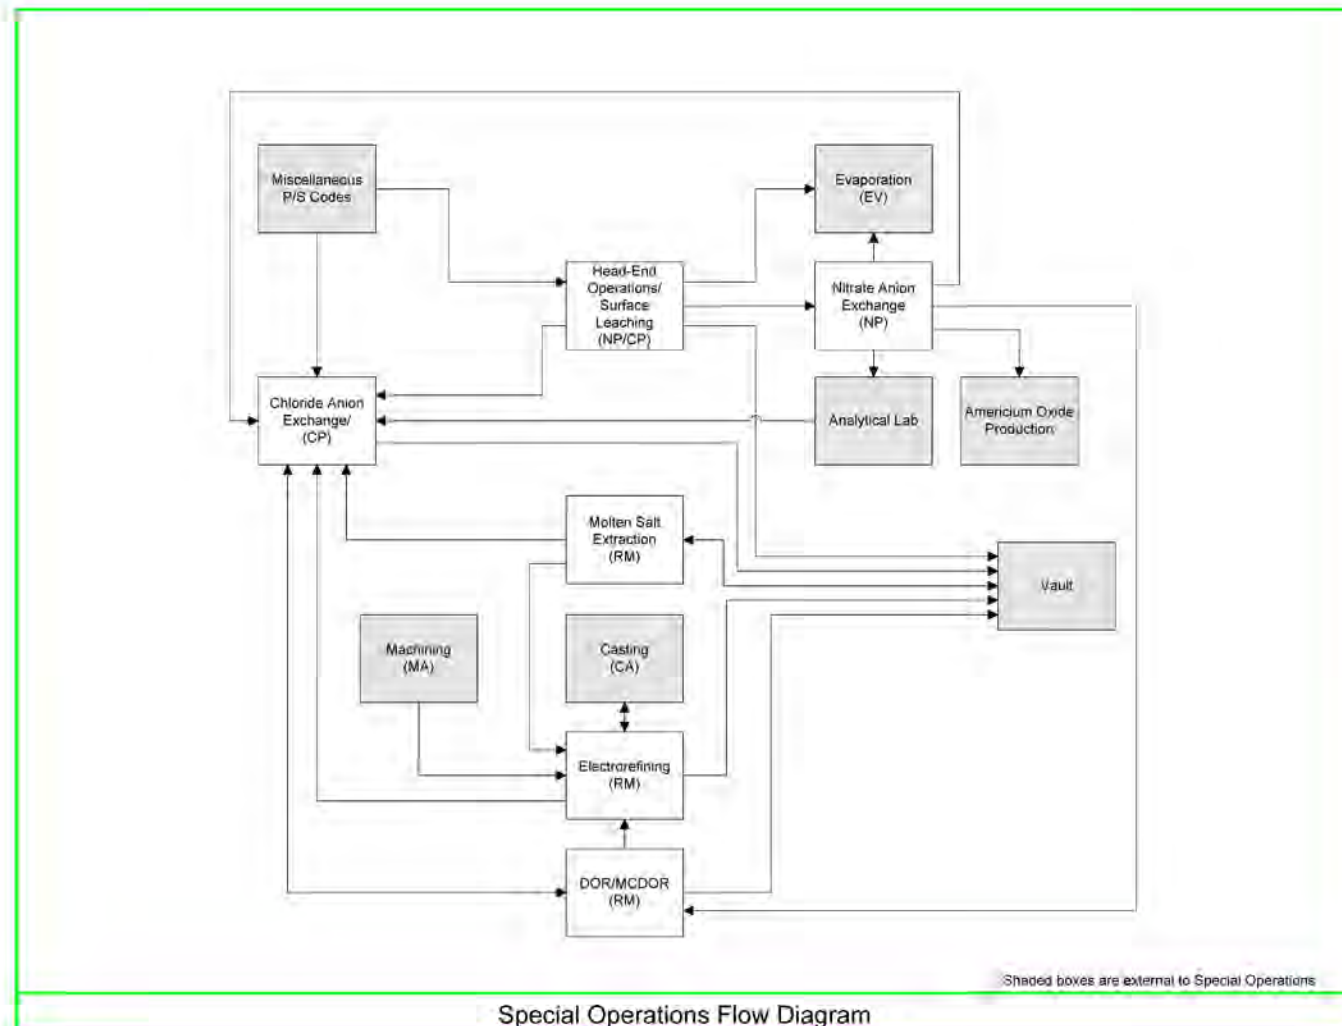 Miscellaneous
P/S Codes
Evaporation
(EV)
Head-End
Operations/
Surface
Leaching
(NP/CP)
Nitrate Anion
Exchange
(NP)
Chloride Anion
Exchange/
(CP)
Analytical Lab
Americium Oxide
Production
Molten Salt
Extraction
(RM)
Vault
Machining
(MA)
Casting
(CA)
Electrorefining
(RM)
DOR/MCDOR
(RM)
Shaded boxes are external to Special Operations
Special Operations Flow Diagram